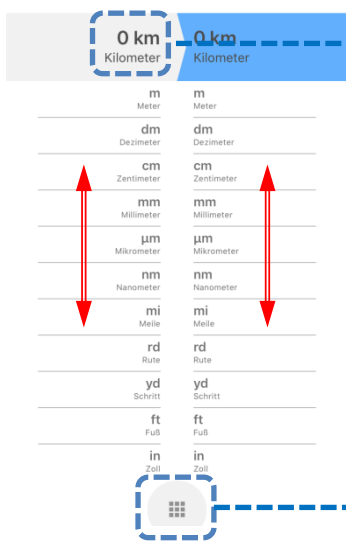 0 km 0 km
Kilometer Kilometer
m m
Meter Meter
dm dm
Dezimeter Dezimeter
cm cm
Zentimeter Zentimeter
mm mm
Millimeter Millimeter
µm µm
Mikrometer Mikrometer
nm nm
Nanometer Nanometer
mi mi
Meile Meile
rd rd
Rute Rute
yd yd
Schritt Schritt
ft ft
Fuß Fuß
in in
Zoll Zoll